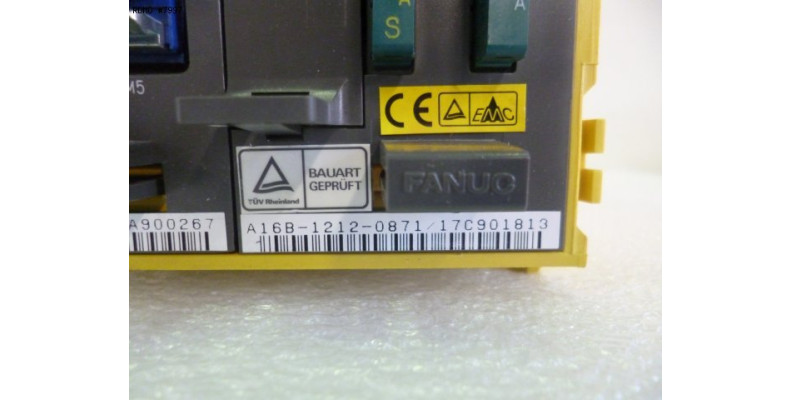 A
S
A
M5
CE
EMC
TÜV Rheinland
BAUART
GEPRÜFT
FANUC
A900267
A16B-1212-0871/17C901813